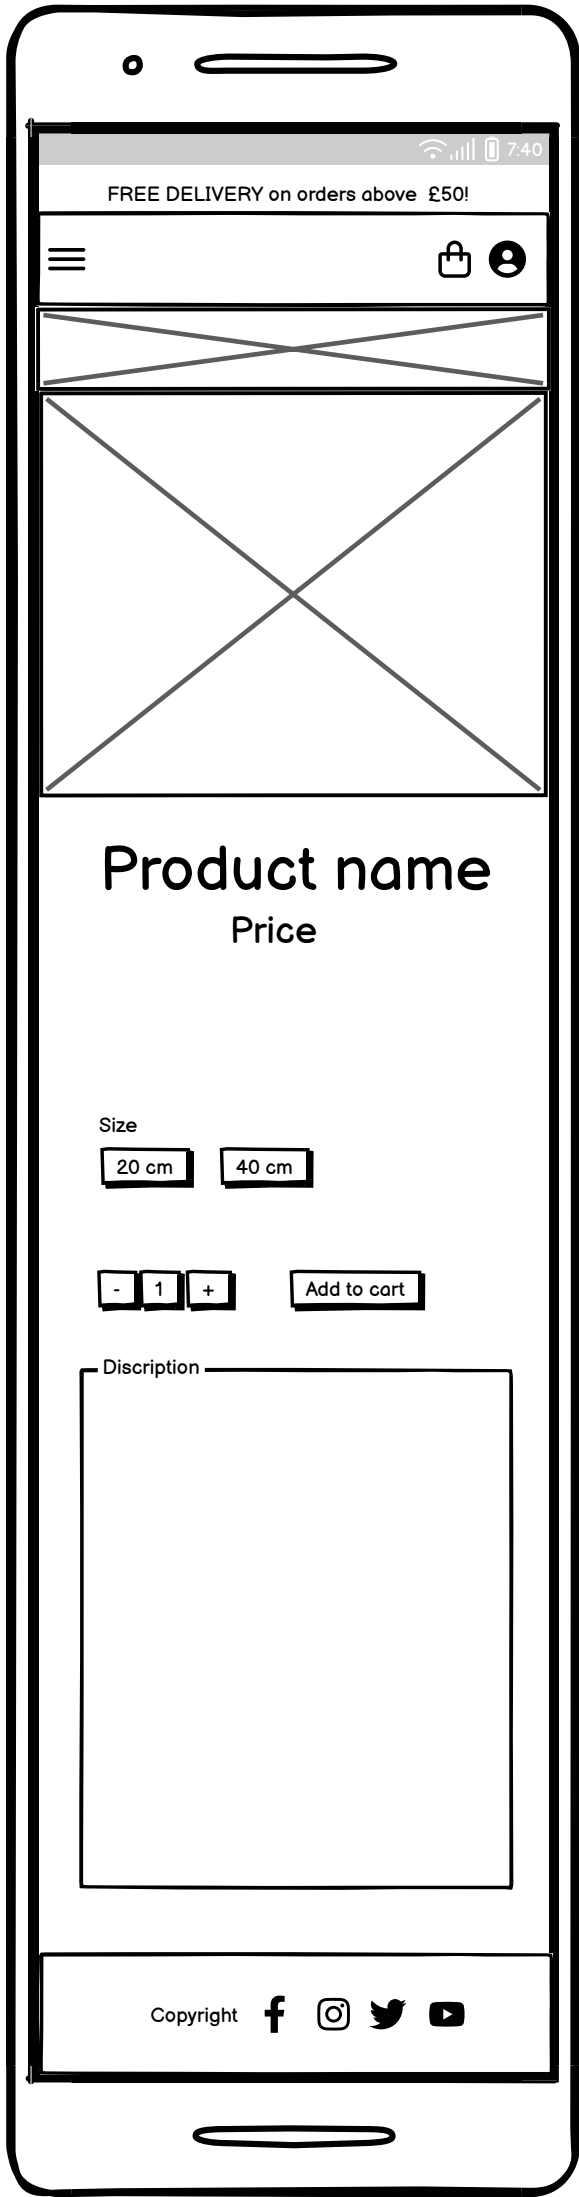 7:40
FREE DELIVERY on orders above £50!
Product name
Price
Size
20 cm 40 cm
- 1 + Add to cart
Discription
Copyright